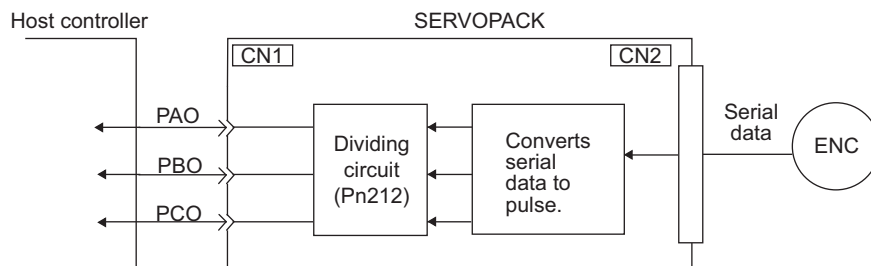 Host controller
SERVOPACK
CN1
CN2
PAO
PBO
PCO
Dividing
circuit
(Pn212)
Converts
serial
data to
pulse.
Serial
data
ENC